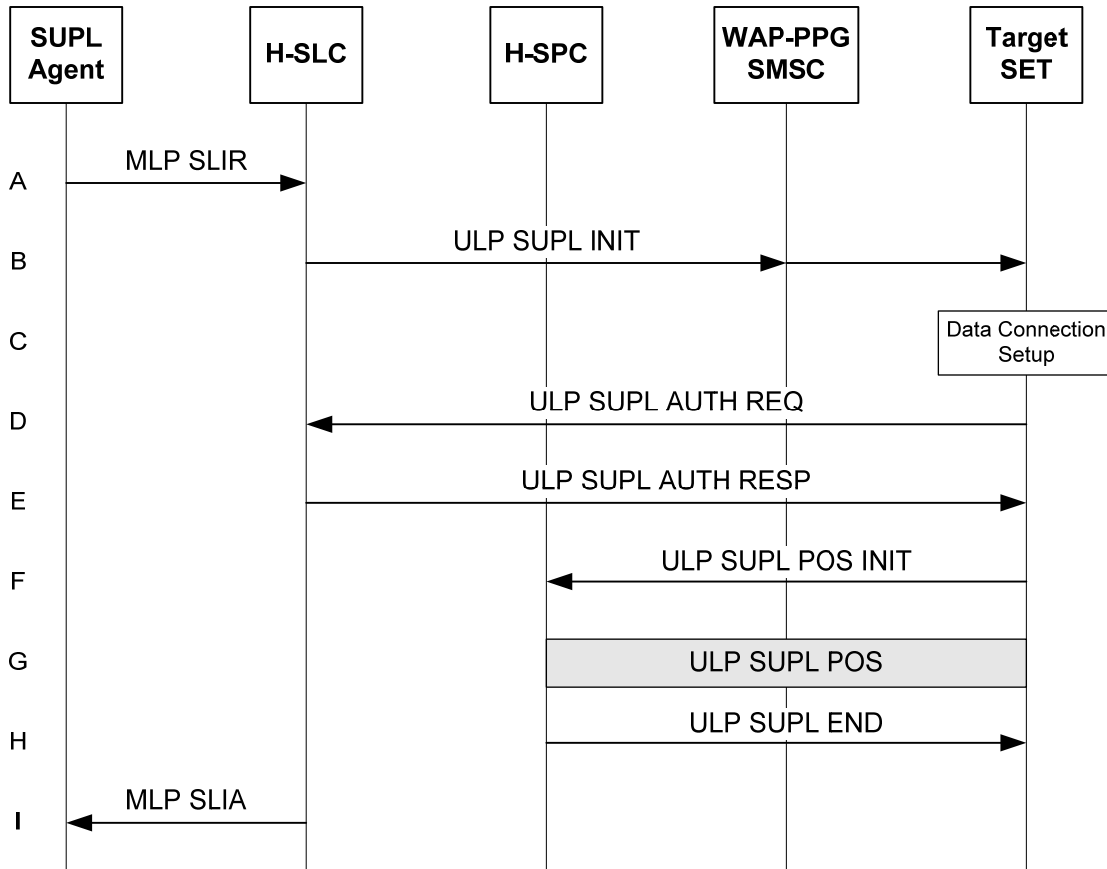 SUPL
Agent
H-SLC
H-SPC
WAP-PPG
SMSC
Target
SET
A
MLP SLIR
B
ULP SUPL INIT
C
Data Connection
Setup
D
ULP SUPL AUTH REQ
E
ULP SUPL AUTH RESP
F
ULP SUPL POS INIT
G
ULP SUPL POS
H
ULP SUPL END
I
MLP SLIA